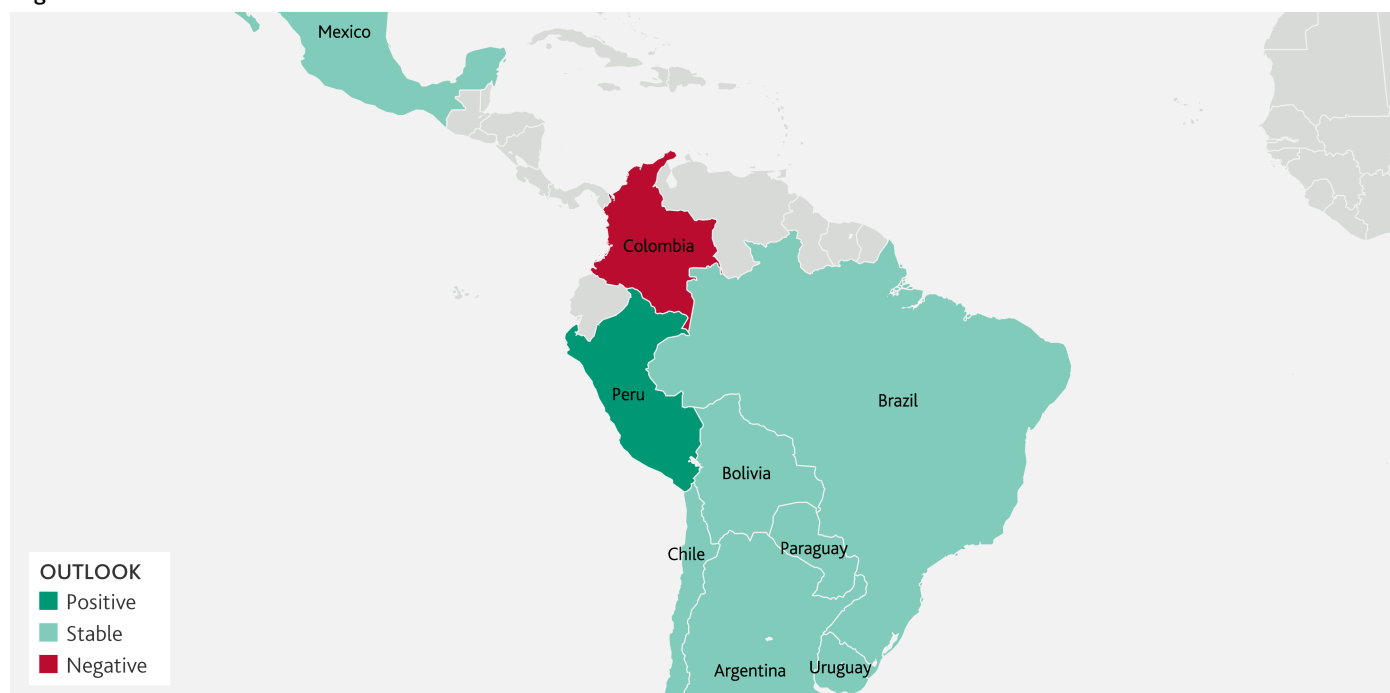 Mexico
Colombia
Peru
Brazil
Bolivia
Chile
Paraguay
Argentina
Uruguay
OUTLOOK
Positive
Stable
Negative